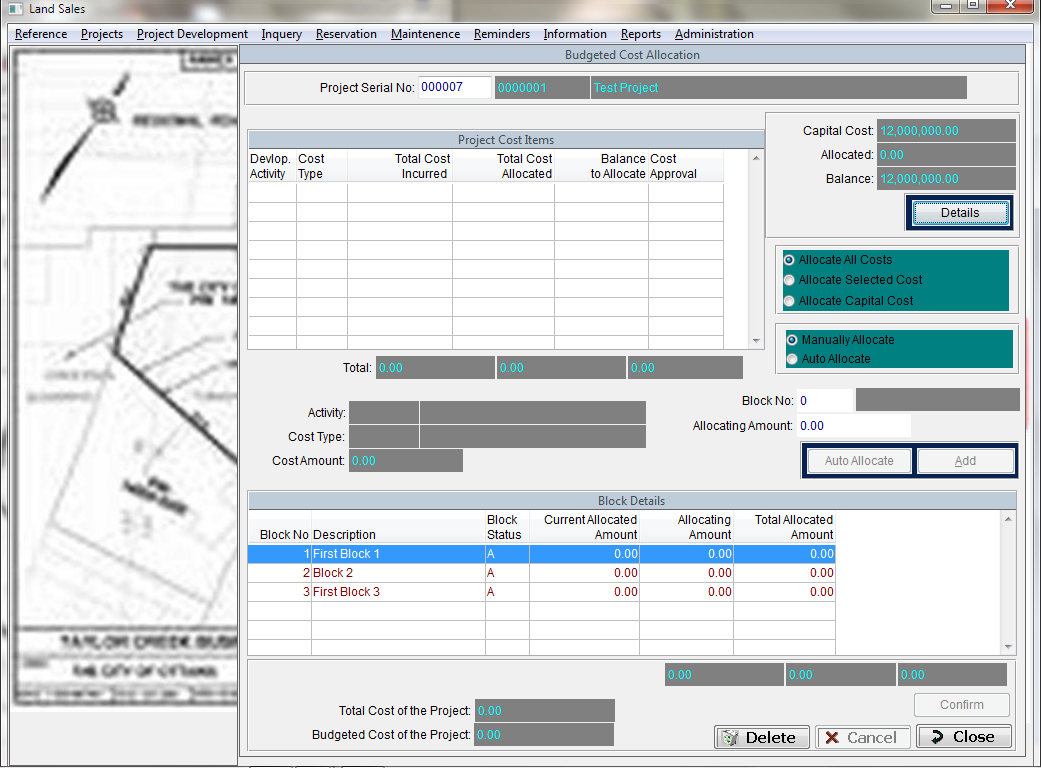 Land Sales
Reference Projects Project Development Inquery Reservation Maintenence Reminders Information Reports Administration
Budgeted Cost Allocation
Project Serial No: 000007 0000001 Test Project
Capital Cost: 12,000,000.00
Allocated: 0.00
Balance: 12,000,000.00
Details
Project Cost Items
Devlop. Cost Total Cost Total Cost Balance Cost
Activity Type Incurred Allocated to Allocate Approval
Allocate All Costs
Allocate Selected Cost
Allocate Capital Cost
Manually Allocate
Auto Allocate
Total: 0.00 0.00 0.00
Block No: 0
Allocating Amount: 0.00
Activity:
Cost Type:
Cost Amount: 0.00
Auto Allocate Add
Block Details
Block Current Allocated Allocating Total Allocated
Block No Description Status Amount Amount Amount
1 First Block 1 A 0.00 0.00 0.00
2 Block 2 A 0.00 0.00 0.00
3 First Block 3 A 0.00 0.00 0.00
0.00 0.00 0.00
Total Cost of the Project: 0.00
Budgeted Cost of the Project: 0.00
Confirm
Delete Cancel Close
THE CITY OF OTTAWA